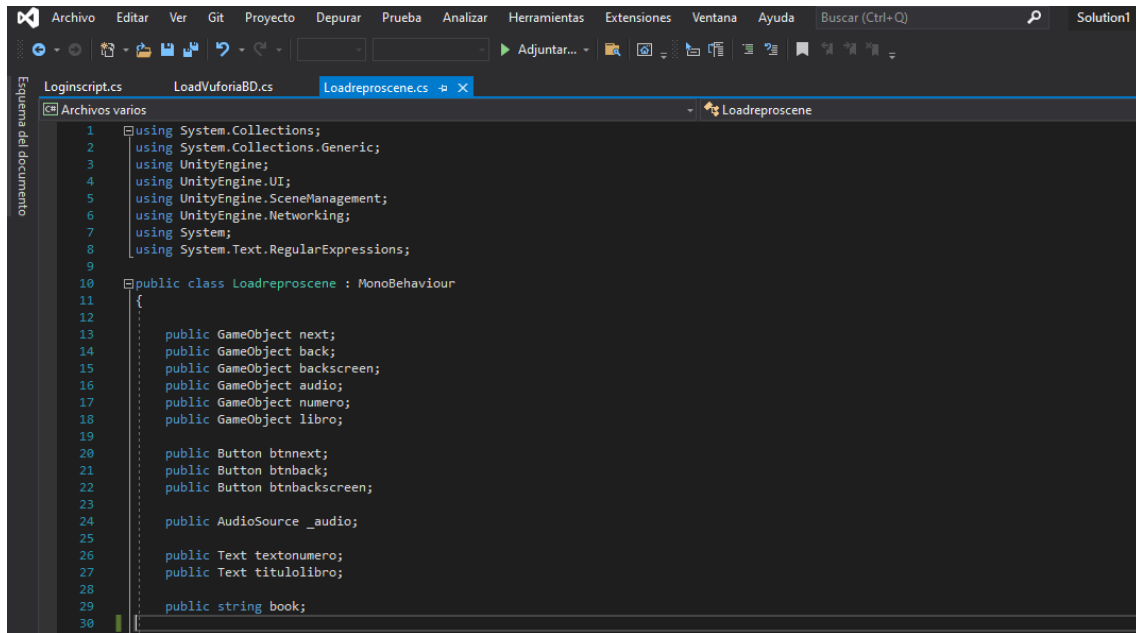 Archivo Editar Ver Git Proyecto Depurar Prueba Analizar Herramientas Extensiones Ventana Ayuda Buscar (Ctrl+Q) Solution1
Adjuntar...
Esquema del documento
Loginscript.cs LoadVuforiaBD.cs Loadreproscene.cs
C# Archivos varios Loadreproscene
1 using System.Collections;
2 using System.Collections.Generic;
3 using UnityEngine;
4 using UnityEngine.UI;
5 using UnityEngine.SceneManagement;
6 using UnityEngine.Networking;
7 using System;
8 using System.Text.RegularExpressions;
9
10 public class Loadreproscene : MonoBehaviour
11 {
12
13 public GameObject next;
14 public GameObject back;
15 public GameObject backscreen;
16 public GameObject audio;
17 public GameObject numero;
18 public GameObject libro;
19
20 public Button btnnext;
21 public Button btnback;
22 public Button btnbackscreen;
23
24 public AudioSource _audio;
25
26 public Text textonumero;
27 public Text titulolibro;
28
29 public string book;
30